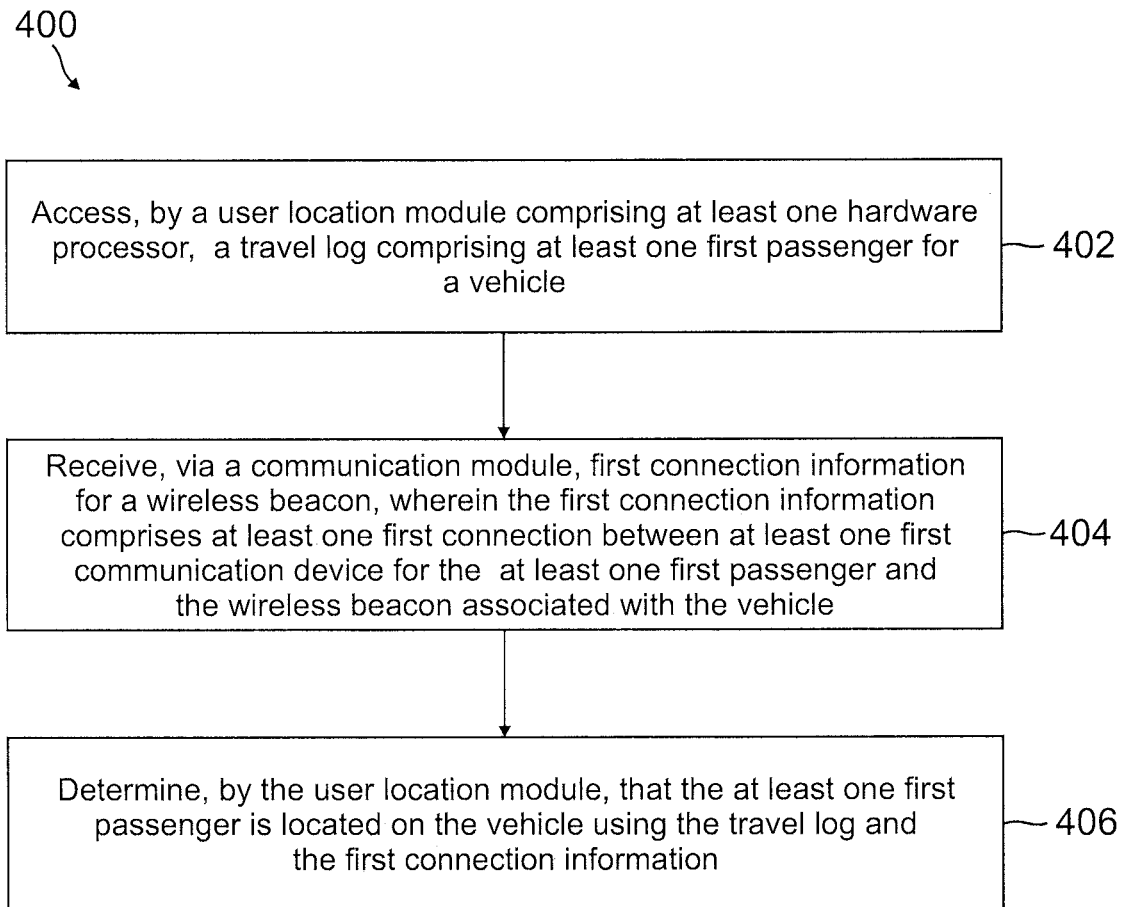 400
Access, by a user location module comprising at least one hardware
processor, a travel log comprising at least one first passenger for
a vehicle
402
Receive, via a communication module, first connection information
for a wireless beacon, wherein the first connection information
comprises at least one first connection between at least one first
communication device for the at least one first passenger and
the wireless beacon associated with the vehicle
404
Determine, by the user location module, that the at least one first
passenger is located on the vehicle using the travel log and
the first connection information
406